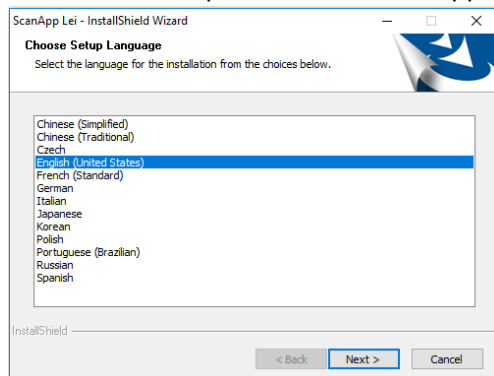 ScanApp Lei - InstallShield Wizard
Choose Setup Language
Select the language for the installation from the choices below.
Chinese (Simplified)
Chinese (Traditional)
Czech
English (United States)
French (Standard)
German
Italian
Japanese
Korean
Polish
Portuguese (Brazilian)
Russian
Spanish
InstallShield
< Back
Next >
Cancel